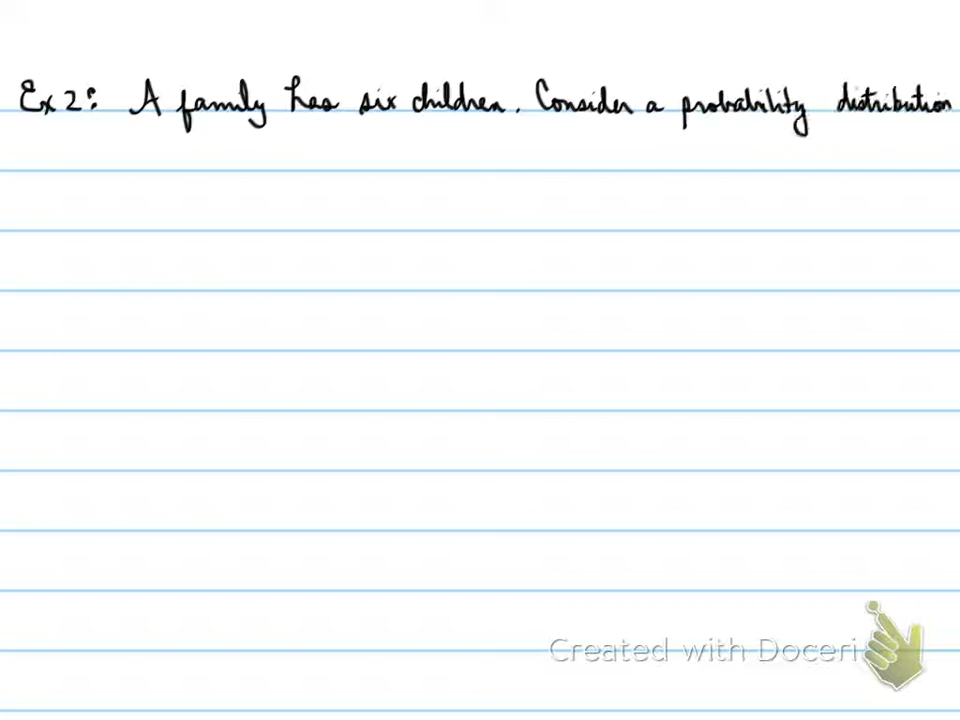 Ex 2: A family has six children. Consider a probability distribution
Created with Doceri